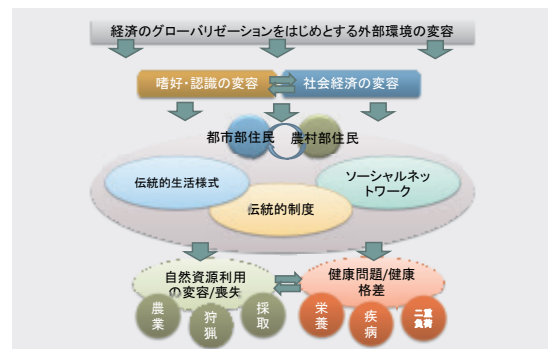 経済のグローバリゼーションをはじめとする外部環境の変容
嗜好・認識の変容
社会経済の変容
都市部住民
農村部住民
伝統的生活様式
ソーシャルネッ
トワーク
伝統的制度
自然資源利用
の変容/喪失
健康問題/健康
格差
農業
狩猟
採取
栄養
疾病
二重
負荷